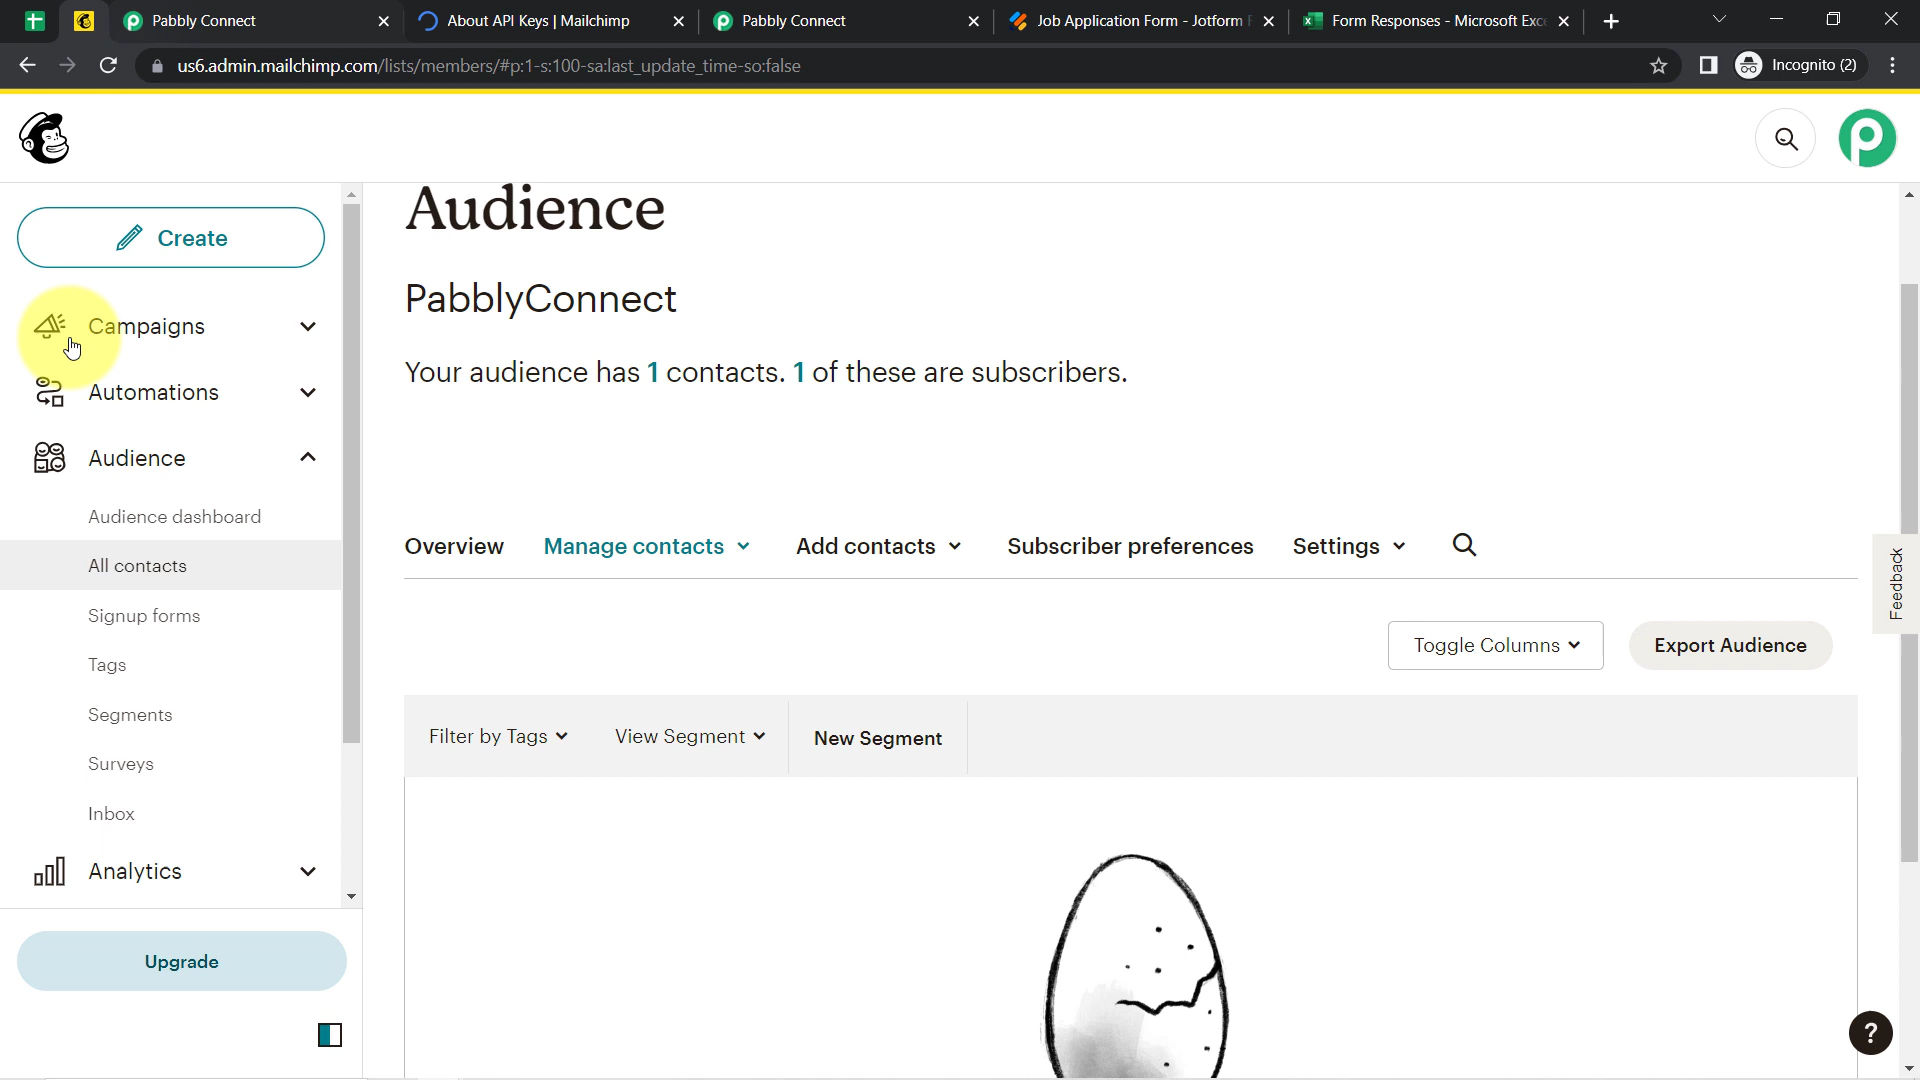 Pabbly Connect
About API Keys | Mailchimp
Pabbly Connect
Job Application Form - Jotform F
Form Responses - Microsoft Exce
us6.admin.mailchimp.com/lists/members/#p:1-s:100-sa:last_update_time-so:false
Incognito (2)
Create
Campaigns
Automations
Audience
Audience dashboard
All contacts
Signup forms
Tags
Segments
Surveys
Inbox
Analytics
Upgrade
Audience
PabblyConnect
Your audience has 1 contacts. 1 of these are subscribers.
Overview Manage contacts Add contacts Subscriber preferences Settings
Toggle Columns Export Audience
Filter by Tags View Segment New Segment
Feedback
?